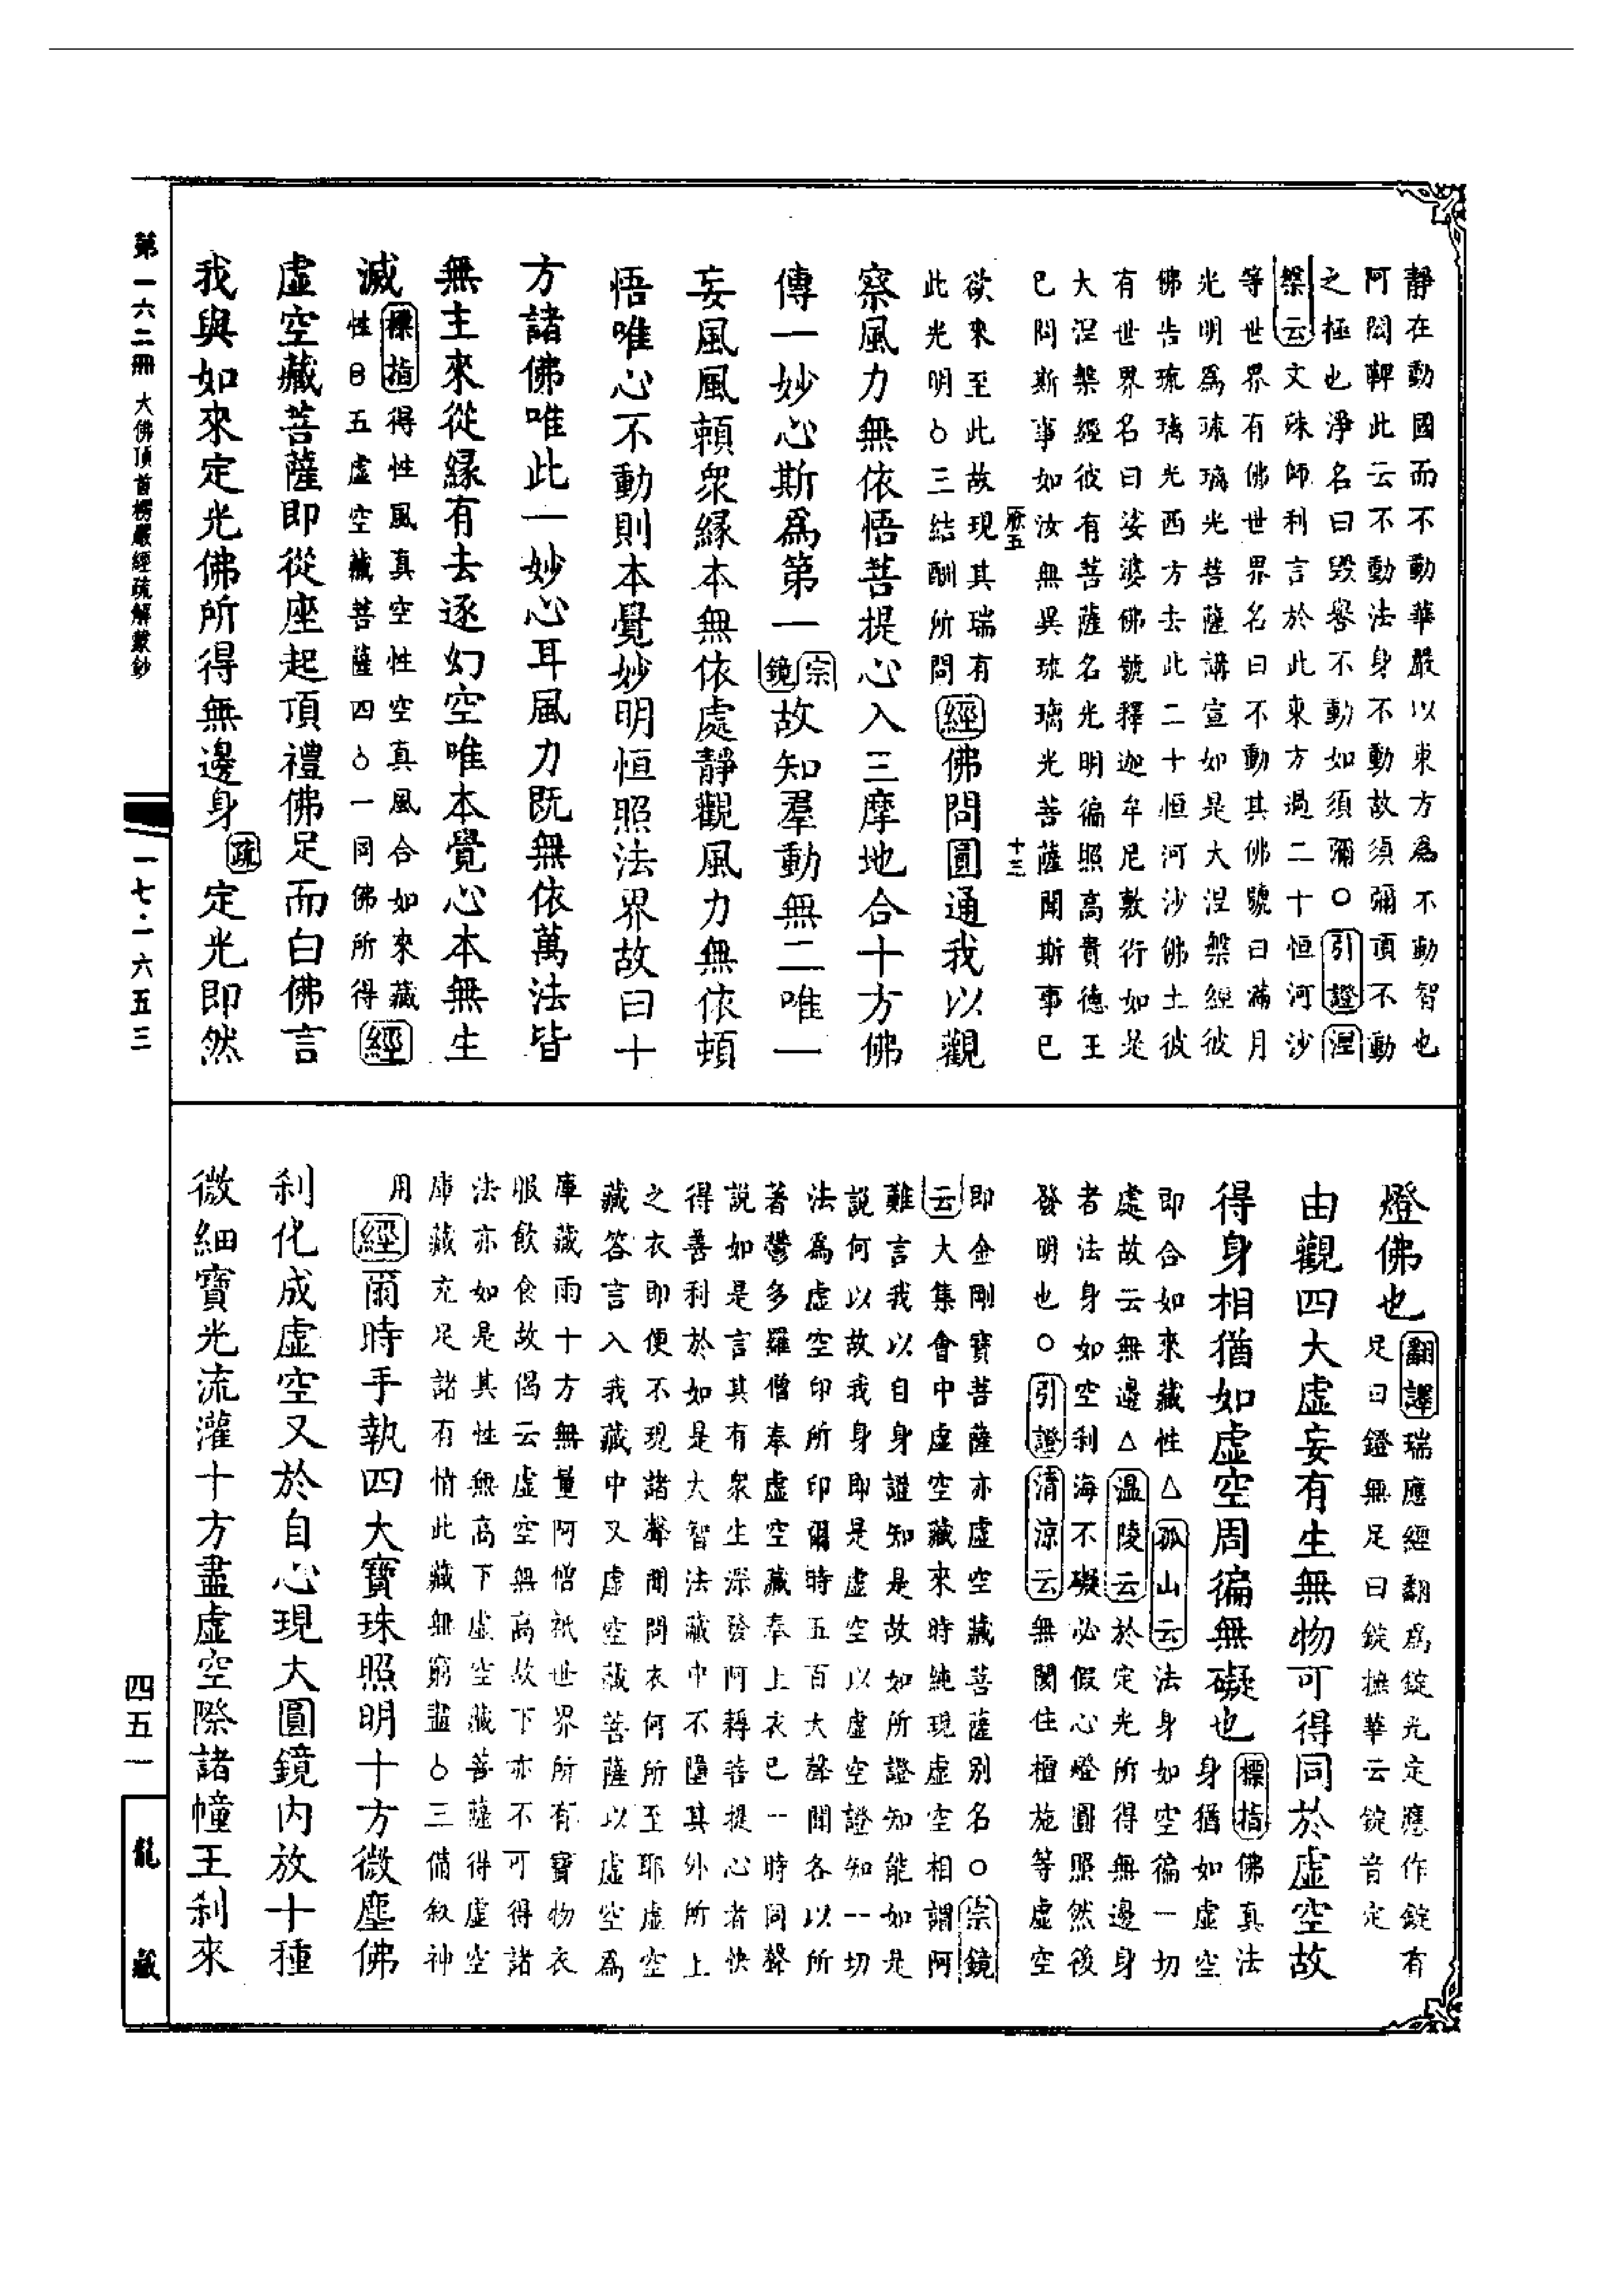 靜在動國而不動華嚴以東方為不動智也
阿閦鞞此云不動法身不動故須彌頂不動
之極也淨名曰毀譽不動如須彌○引證涅
槃云文殊師利言於此東方過二十恒河沙
等世界有佛世界名曰不動其佛號曰滿月
光明為琉璃光菩薩講宣如是大涅槃經彼
佛告琉璃光西方去此二十恒河沙佛土彼
有世界名曰娑婆佛號釋迦牟尼敷衍如是
大涅槃經彼有菩薩名光明徧照高貴德王
已問斯事如汝無異琉璃光菩薩聞斯事已
欲來至此故現其瑞有
此光明㊁三結酬所問
經佛問圓通我以觀
察風力無依悟菩提心入三摩地合十方佛
傳一妙心斯為第一宗鏡故知羣動無二唯一
妄風風賴衆緣本無依處靜觀風力無依頓
悟唯心不動則本覺妙明恒照法界故曰十
方諸佛唯此一妙心耳風力既無依萬法皆
無主來從緣有去逐幻空唯本覺心本無生
滅標指得性風真空性空真風合如來藏
性五虛空藏菩薩四一同佛所得經
虛空藏菩薩即從座起頂禮佛足而白佛言
我與如來定光佛所得無邊身疏定光即然
第一六二冊 大佛頂首楞嚴經疏解蒙鈔
一七·一六五三
燈佛也翻譯瑞應經翻為錠光定應作錠有
足曰鐙無足曰錠摭華云錠音定
由觀四大虛妄有生無物可得同於虛空故
得身相猶如虛空周徧無礙也標指佛真法
身猶如虛空
即合如來藏性△孤山云法身如空徧一切
處故云無邊△溫陵云於定光所得無邊身
者法身如空利海不礙必假心燈圓照然後
發明也○引證清涼云無閡住檀施等虛空
即金剛寶菩薩亦虛空藏菩薩別名○宗鏡
云大集會中虛空藏來時純現虛空相謂阿
難言我以自身證知是故如所證知能如是
說何以故我身即是虛空以虛空證知一切
法為虛空印所印爾時五百大聲聞各以所
著鬱多羅僧奉虛空藏奉上衣已一時同聲
說如是言其有衆生深發阿耨菩提心者快
得善利於如是大智法藏中不墮其外所上
之衣即便不現諸聲聞問衣何所至耶虛空
藏答言入我藏中又虛空藏菩薩以虛空為
庫藏雨十方無量阿僧祇世界所有寶物衣
服飲食故偈云虛空無高故下亦不可得諸
法亦如是其性無高下虛空藏菩薩得虛空
庫藏充足諸有情此藏無窮盡三備敘神
用
經爾時手執四大寶珠照明十方微塵佛
刹化成虛空又於自心現大圓鏡內放十種
微細寶光流灌十方盡虛空際諸幢王刹來
四五一
龍藏